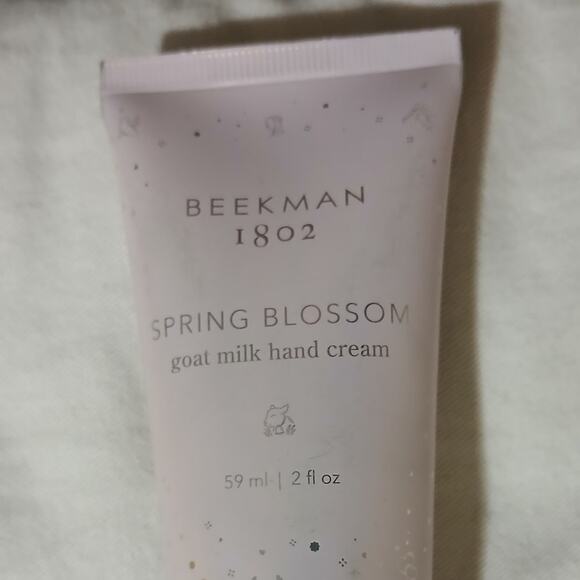 BEEKMAN
1802
SPRING BLOSSOM
goat milk hand cream
59 ml | 2 fl oz